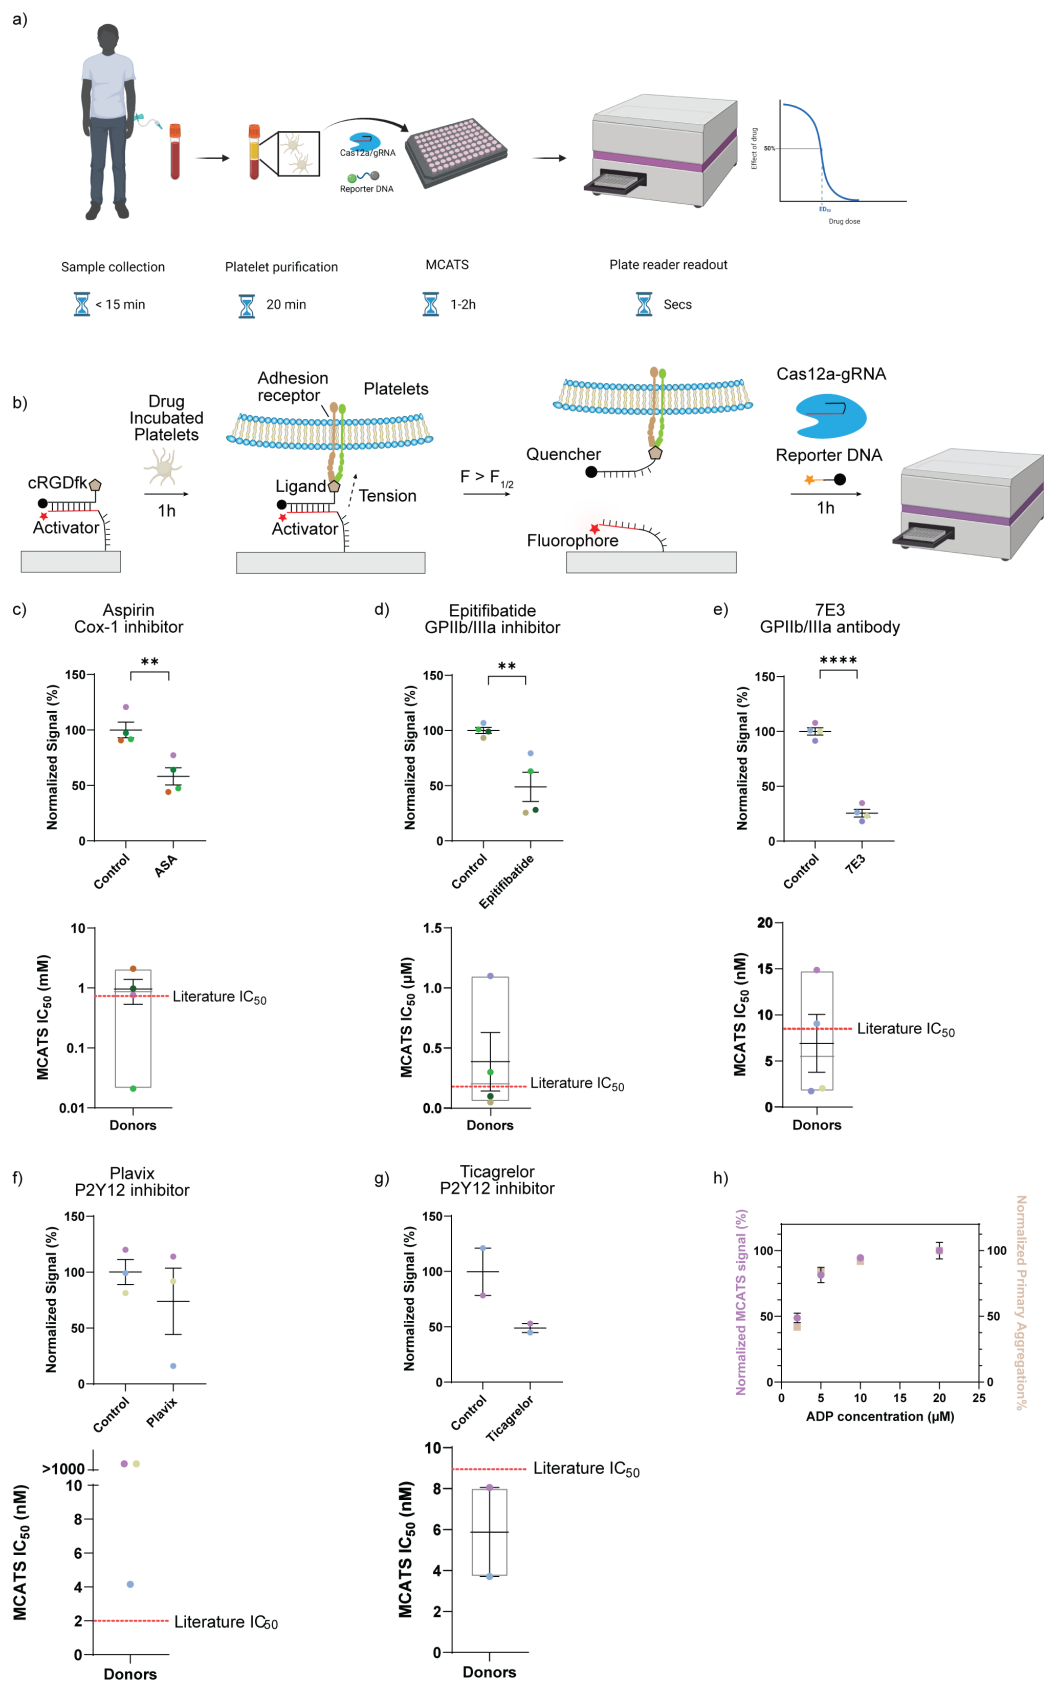 a)
Cas12a/gRNA
Reporter DNA
Effect of drug
50%
ED50
Drug dose
Sample collection
Platelet purification
MCATS
Plate reader readout
< 15 min
20 min
1-2h
Secs
b)
Drug
Incubated
Platelets
cRGDfk
Activator
1h
Adhesion
receptor
Platelets
Ligand
Tension
Activator
F > F1/2
Quencher
Fluorophore
Cas12a-gRNA
Reporter DNA
1h
c)
Aspirin
Cox-1 inhibitor
**
Normalized Signal (%)
150
100
50
0
Control
ASA
MCATS IC50 (mM)
10
1
0.1
0.01
Literature IC50
Donors
d)
Epitifibatide
GPIIb/IIIa inhibitor
**
Normalized Signal (%)
150
100
50
0
Control
Epitifibatide
MCATS IC50 (µM)
1.5
1.0
0.5
0.0
Literature IC50
Donors
e)
7E3
GPIIb/IIIa antibody
****
Normalized Signal (%)
150
100
50
0
Control
7E3
MCATS IC50 (nM)
20
15
10
5
0
Literature IC50
Donors
f)
Plavix
P2Y12 inhibitor
Normalized Signal (%)
150
100
50
0
Control
Plavix
MCATS IC50 (nM)
>1000
10
8
6
4
2
0
Literature IC50
Donors
g)
Ticagrelor
P2Y12 inhibitor
Normalized Signal (%)
150
100
50
0
Control
Ticagrelor
MCATS IC50 (nM)
10
8
6
4
2
0
Literature IC50
Donors
h)
Normalized MCATS signal (%)
100
50
0
0 5 10 15 20 25
ADP concentration (µM)
100
50
0
Normalized Primary Aggregation%